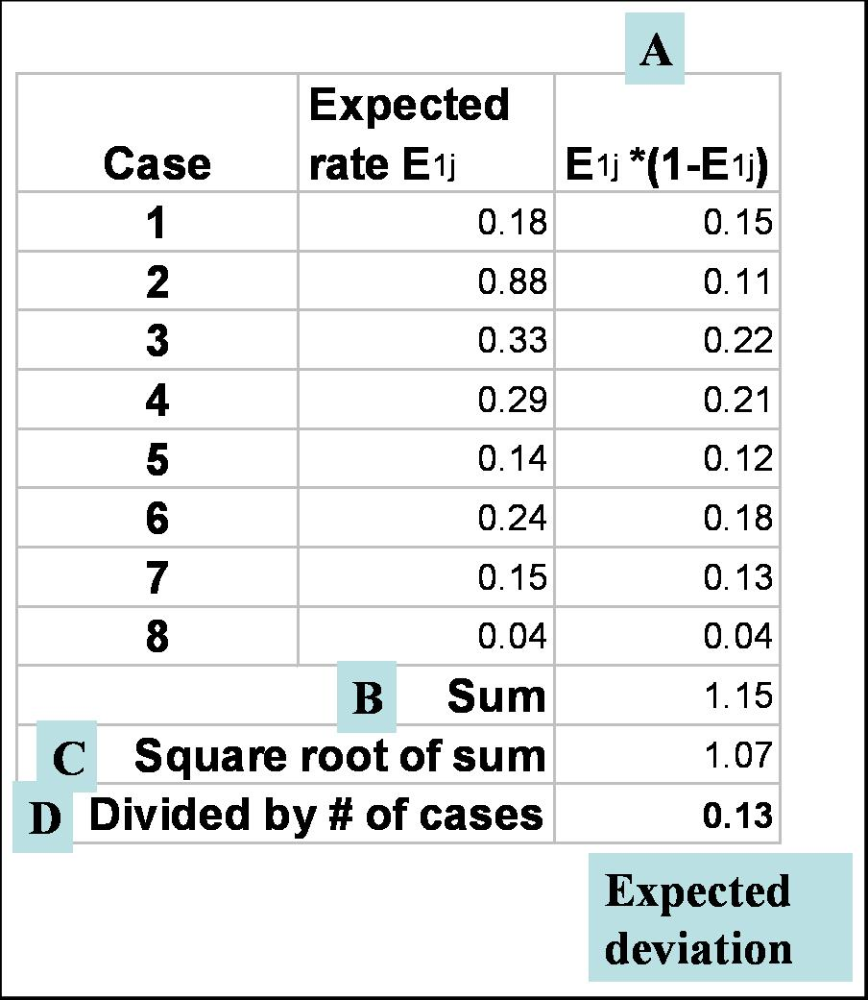 A
Case Expected rate E1j E1j *(1-E1j)
1 0.18 0.15
2 0.88 0.11
3 0.33 0.22
4 0.29 0.21
5 0.14 0.12
6 0.24 0.18
7 0.15 0.13
8 0.04 0.04
B Sum 1.15
C Square root of sum 1.07
D Divided by # of cases 0.13
Expected
deviation